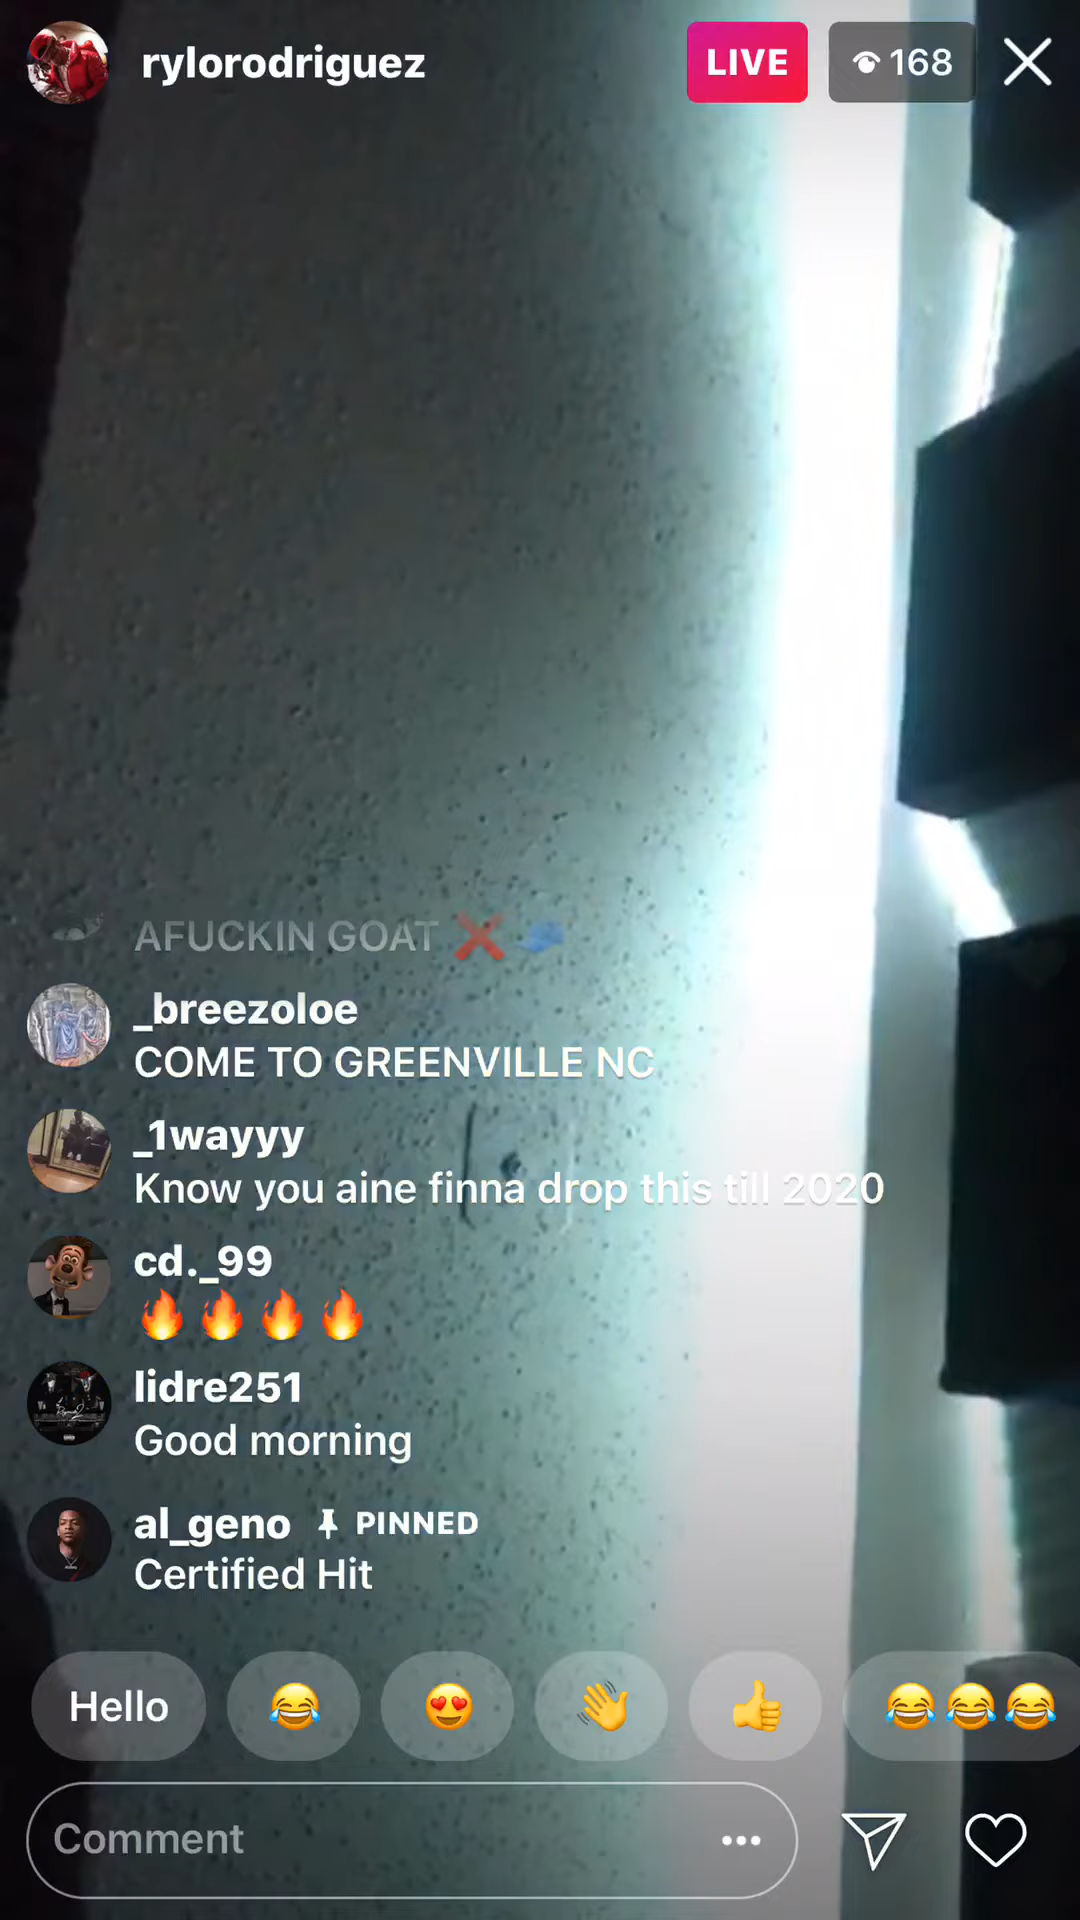 rylorodriguez
LIVE
168
AFUCKIN GOAT ❌🧢
_breezoloe
COME TO GREENVILLE NC
_1wayyy
Know you aine finna drop this till 2020
cd._99
🔥🔥🔥🔥
lidre251
Good morning
al_geno PINNED
Certified Hit
Hello 😂 😍 👋 👍 😂😂😂
Comment